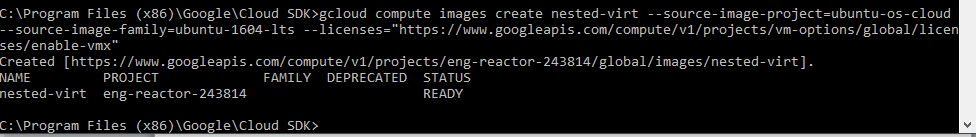 C:\Program Files (x86)\Google\Cloud SDK>gcloud compute images create nested-virt --source-image-project=ubuntu-os-cloud
--source-image-family=ubuntu-1604-lts --licenses="https://www.googleapis.com/compute/v1/projects/vm-options/global/licen
ses/enable-vmx"
Created [https://www.googleapis.com/compute/v1/projects/eng-reactor-243814/global/images/nested-virt].
NAME PROJECT FAMILY DEPRECATED STATUS
nested-virt eng-reactor-243814 READY
C:\Program Files (x86)\Google\Cloud SDK>